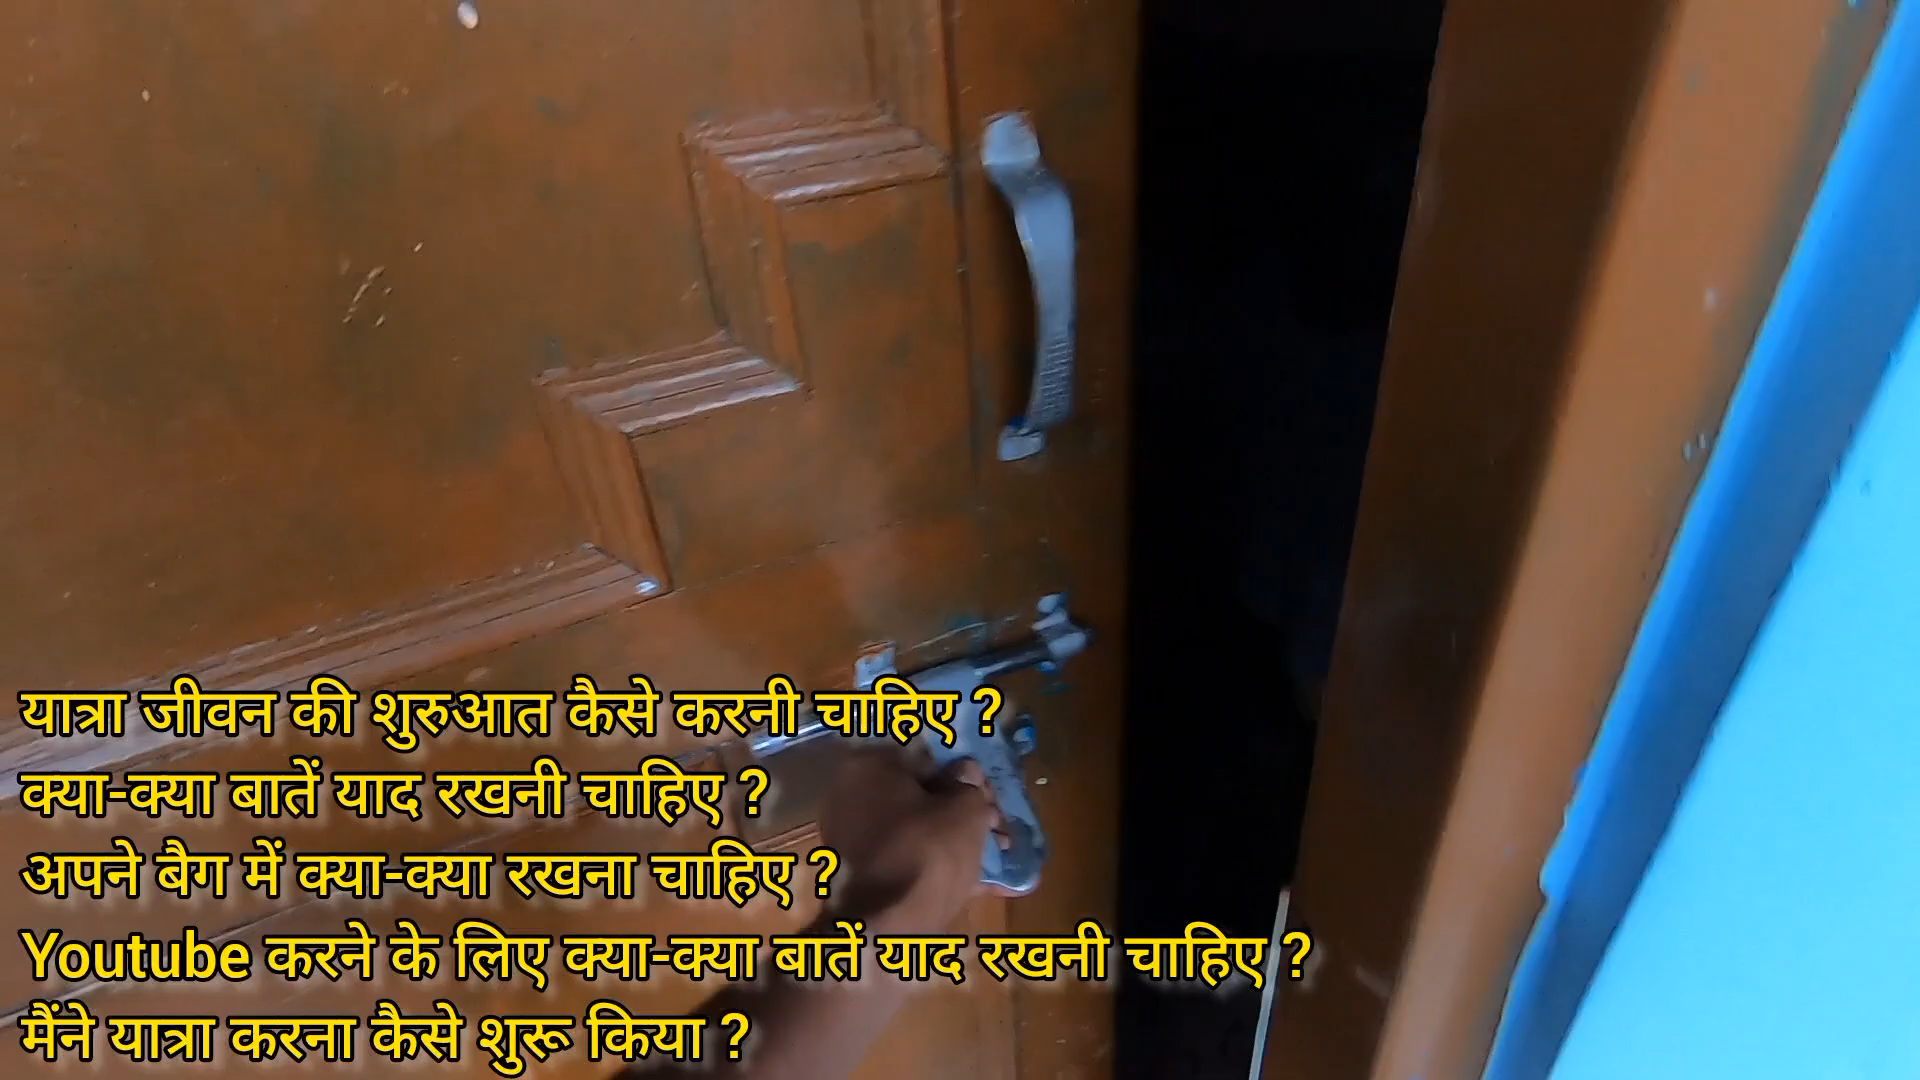 यात्रा जीवन की शुरुआत कैसे करनी चाहिए ?
क्या-क्या बातें याद रखनी चाहिए ?
अपने बैग में क्या-क्या रखना चाहिए ?
Youtube करने के लिए क्या-क्या बातें याद रखनी चाहिए ?
मैंने यात्रा करना कैसे शुरू किया ?